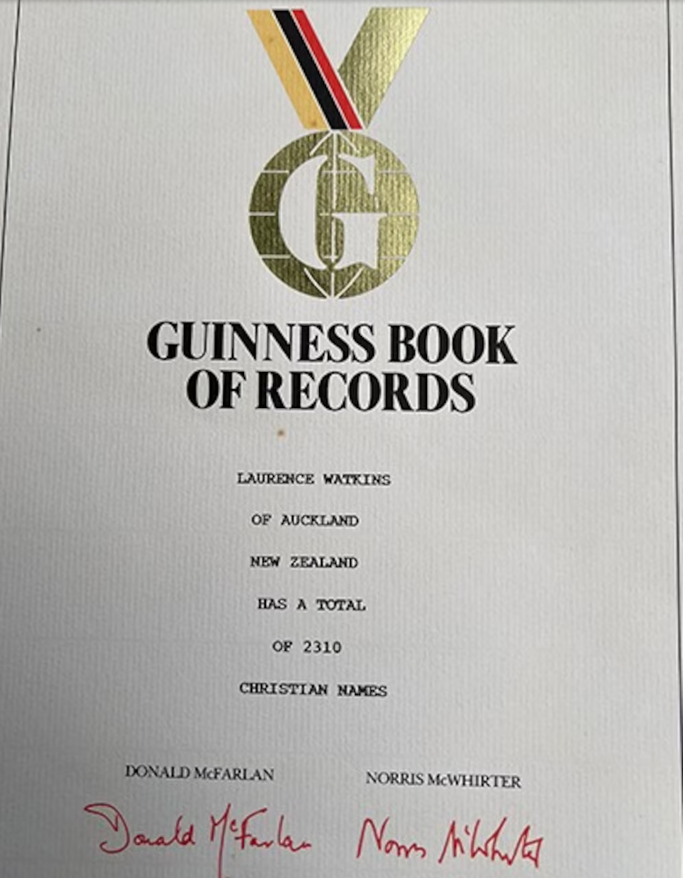 G
GUINNESS BOOK
OF RECORDS
LAURENCE WATKINS
OF AUCKLAND
NEW ZEALAND
HAS A TOTAL
OF 2310
CHRISTIAN NAMES
DONALD McFARLAN NORRIS McWHIRTER
Donald McFarlan Norris McWhirter